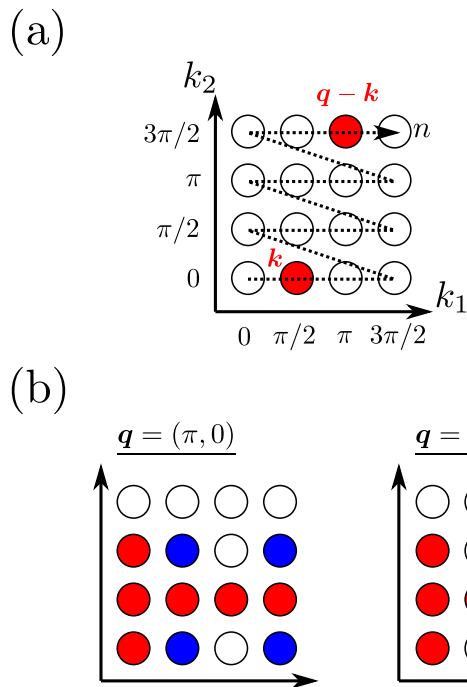 (a)
k₂
q − k
3π/2
n
π
π/2
k
0
k₁
0 π/2 π 3π/2
(b)
q = (π, 0)
q =